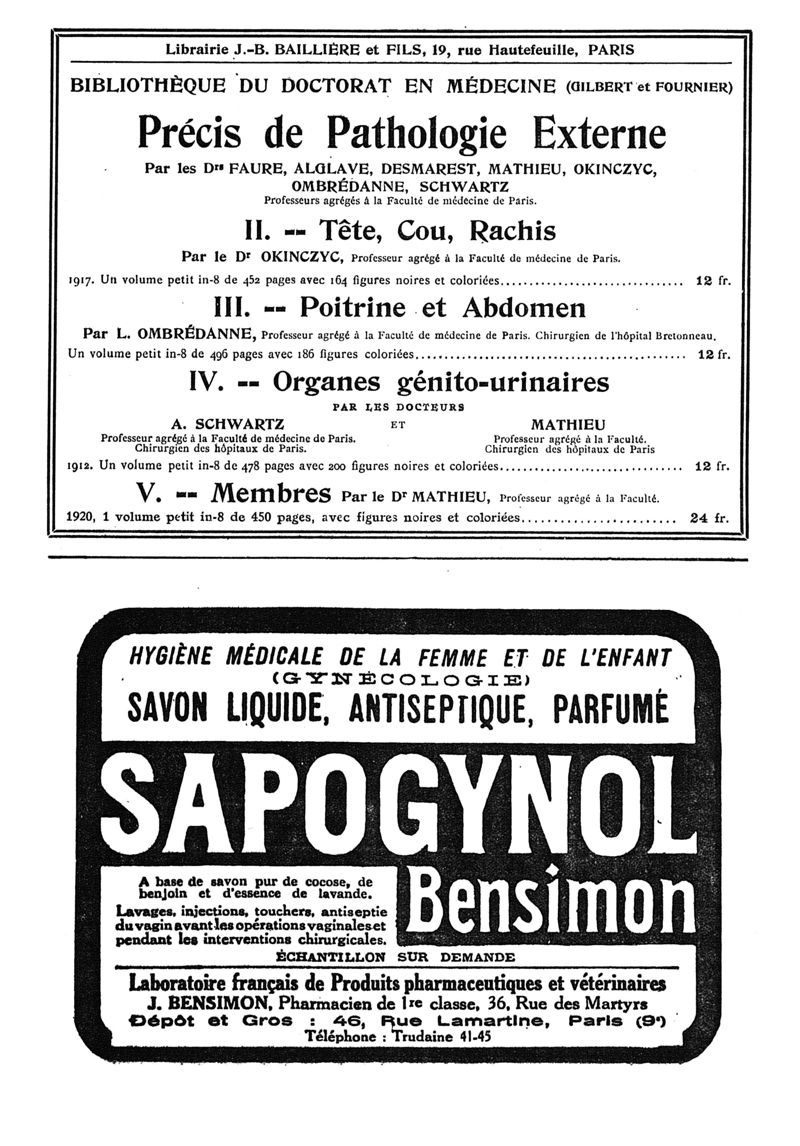 Librairie J.-B. BAILLIÈRE et FILS, 19, rue Hautefeuille, PARIS
BIBLIOTHÈQUE DU DOCTORAT EN MÉDECINE (GILBERT et FOURNIER)
Précis de Pathologie Externe
Par les Drs FAURE, ALGLAVE, DESMAREST, MATHIEU, OKINCZYC,
OMBRÉDANNE, SCHWARTZ
Professeurs agrégés à la Faculté de médecine de Paris.
II. -- Tête, Cou, Rachis
Par le Dr OKINCZYC, Professeur agrégé à la Faculté de médecine de Paris.
1917. Un volume petit in-8 de 452 pages avec 164 figures noires et coloriées............................ 12 fr.
III. -- Poitrine et Abdomen
Par L. OMBRÉDANNE, Professeur agrégé à la Faculté de médecine de Paris. Chirurgien de l'hôpital Bretonneau.
Un volume petit in-8 de 496 pages avec 186 figures coloriées.......................................... 12 fr.
IV. -- Organes génito-urinaires
PAR LES DOCTEURS
A. SCHWARTZ ET MATHIEU
Professeur agrégé à la Faculté de médecine de Paris. Professeur agrégé à la Faculté.
Chirurgien des hôpitaux de Paris. Chirurgien des hôpitaux de Paris
1912. Un volume petit in-8 de 478 pages avec 200 figures noires et coloriées............................ 12 fr.
V. -- Membres Par le Dr MATHIEU, Professeur agrégé à la Faculté.
1920, 1 volume petit in-8 de 450 pages, avec figures noires et coloriées........................ 24 fr.
HYGIÈNE MÉDICALE DE LA FEMME ET DE L'ENFANT
(GYNÉCOLOGIE)
SAVON LIQUIDE, ANTISEPTIQUE, PARFUMÉ
SAPOGYNOL
Bensimon
A base de savon pur de cocose, de
benjoin et d'essence de lavande.
Lavages, injections, touchers, antiseptie
du vagin avant les opérations vaginales et
pendant les interventions chirurgicales.
ÉCHANTILLON SUR DEMANDE
Laboratoire français de Produits pharmaceutiques et vétérinaires
J. BENSIMON, Pharmacien de 1re classe, 36, Rue des Martyrs
Dépôt et Gros : 46, Rue Lamartine, Paris (9e)
Téléphone : Trudaine 41-45